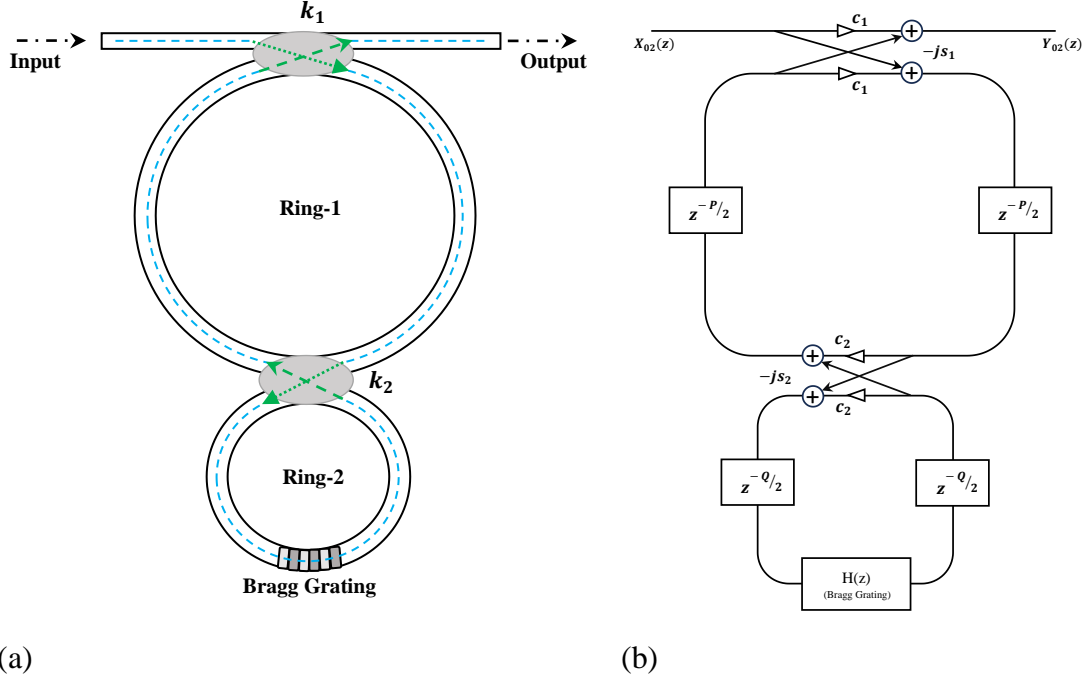 k₁
Input
Output
Ring-1
k₂
Ring-2
Bragg Grating
(a)
c₁
X₀₂(z)
-js₁
Y₀₂(z)
c₁
z^-P/2
z^-P/2
c₂
-js₂
c₂
z^-Q/2
z^-Q/2
H(z)
(Bragg Grating)
(b)